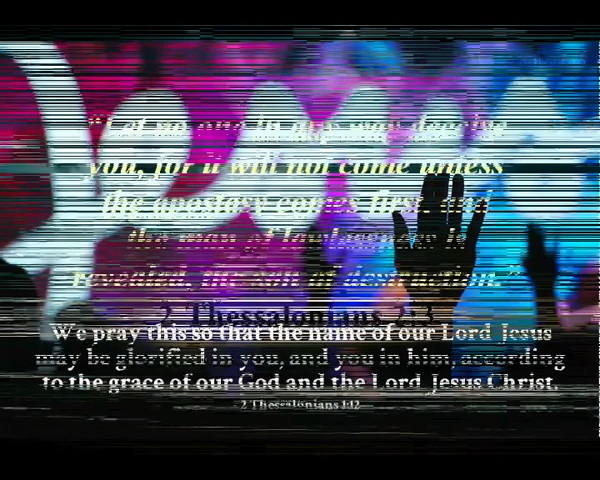 "Let no one in any way deceive
you, for it will not come unless
the apostasy comes first, and
the man of lawlessness is
revealed, the son of destruction."
2 Thessalonians 2:3
We pray this so that the name of our Lord Jesus
may be glorified in you, and you in him, according
to the grace of our God and the Lord Jesus Christ.
2 Thessalonians 1:12